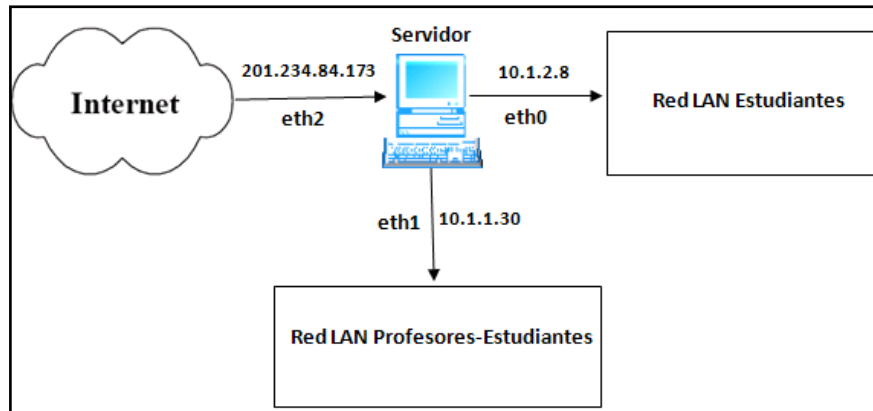 Servidor
201.234.84.173
10.1.2.8
Internet
Red LAN Estudiantes
eth2
eth0
eth1
10.1.1.30
Red LAN Profesores-Estudiantes